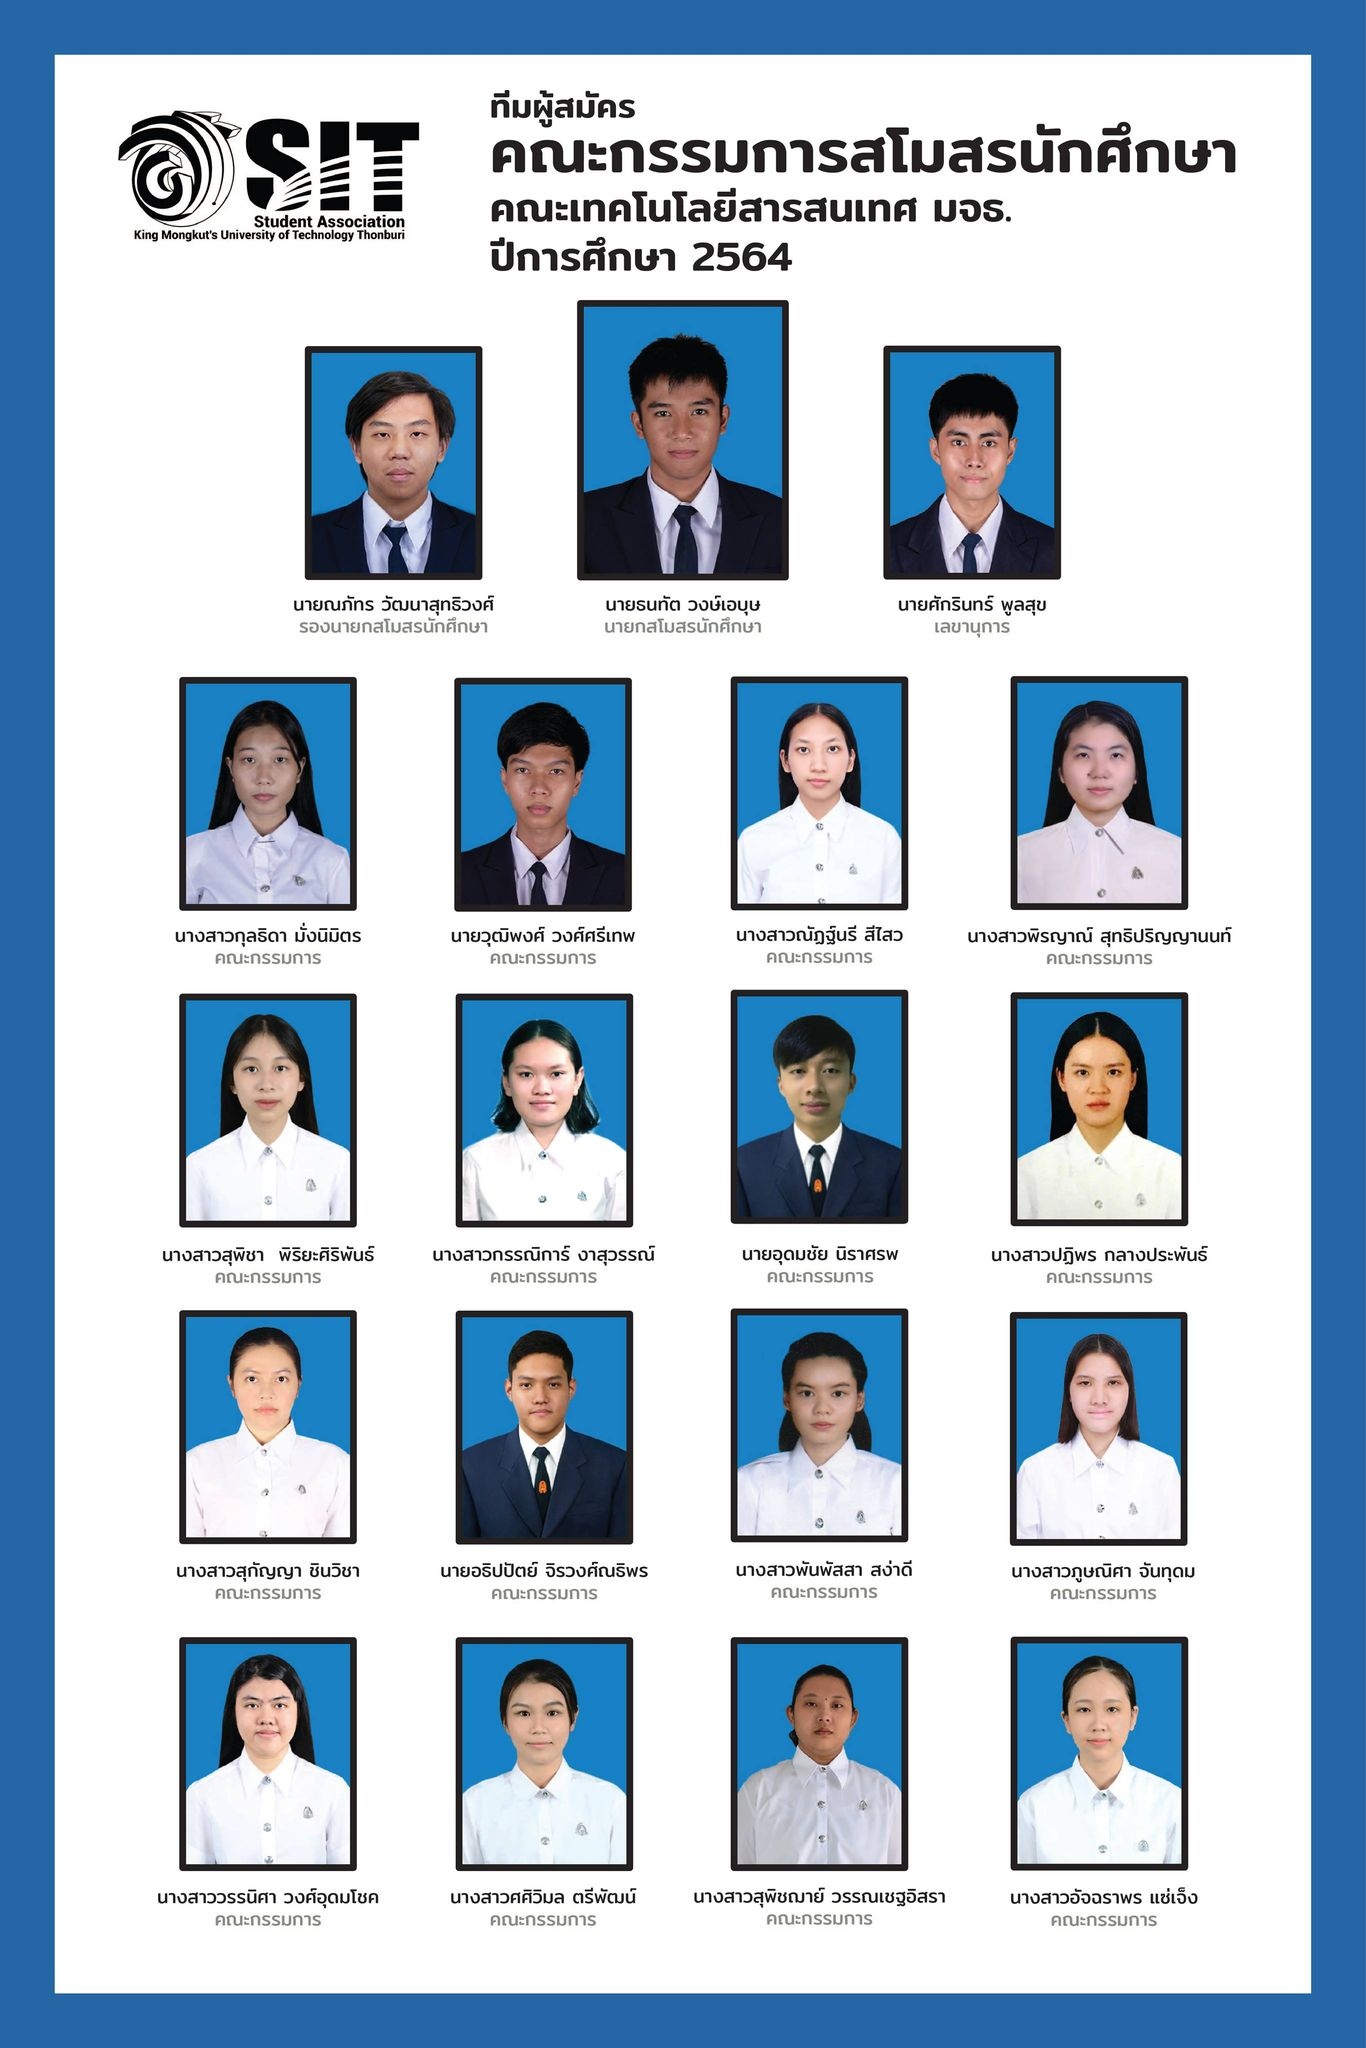 SIT
Student Association
King Mongkut's University of Technology Thonburi
ทีมผู้สมัคร
คณะกรรมการสโมสรนักศึกษา
คณะเทคโนโลยีสารสนเทศ มจธ.
ปีการศึกษา 2564
นายณภัทร วัฒนาสุทธิวงศ์
รองนายกสโมสรนักศึกษา
นายธนทัต วงษ์เอบุษ
นายกสโมสรนักศึกษา
นายศักรินทร์ พูลสุข
เลขานุการ
นางสาวกุลธิดา มั่งนิมิตร
คณะกรรมการ
นายวุฒิพงศ์ วงศ์ศรีเทพ
คณะกรรมการ
นางสาวณัฏฐ์นรี สีไสว
คณะกรรมการ
นางสาวพิรญาณ์ สุทธิปริญญานนท์
คณะกรรมการ
นางสาวสุพิชา พิริยะศิริพันธ์
คณะกรรมการ
นางสาวกรรณิการ์ งาสุวรรณ์
คณะกรรมการ
นายอุดมชัย นิราศรพ
คณะกรรมการ
นางสาวปฏิพร กลางประพันธ์
คณะกรรมการ
นางสาวสุกัญญา ชินวิชา
คณะกรรมการ
นายอธิปปัตย์ จิรวงศ์ณธิพร
คณะกรรมการ
นางสาวพันพัสสา สง่าดี
คณะกรรมการ
นางสาวภูษณิศา จันทุดม
คณะกรรมการ
นางสาววรรนิศา วงศ์อุดมโชค
คณะกรรมการ
นางสาวศศิวิมล ตรีพัฒน์
คณะกรรมการ
นางสาวสุพิชฌาย์ วรรณเชฐอิสรา
คณะกรรมการ
นางสาวอัจฉราพร แซ่เจ็ง
คณะกรรมการ